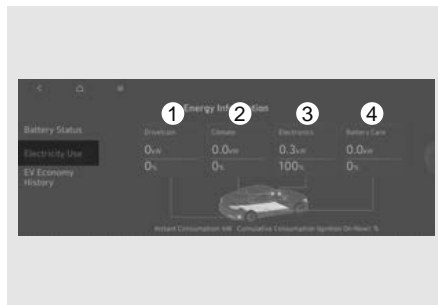 1 2 3 4
Energy Information
Battery Status
Electricity Use
EV Economy
History
Drivetrain Climate Electronics Battery Care
0kW 0.0kW 0.3kW 0.0kW
0% 0% 100% 0%
Instant Consumption: kW Cumulative Consumption (Ignition On-Now): %